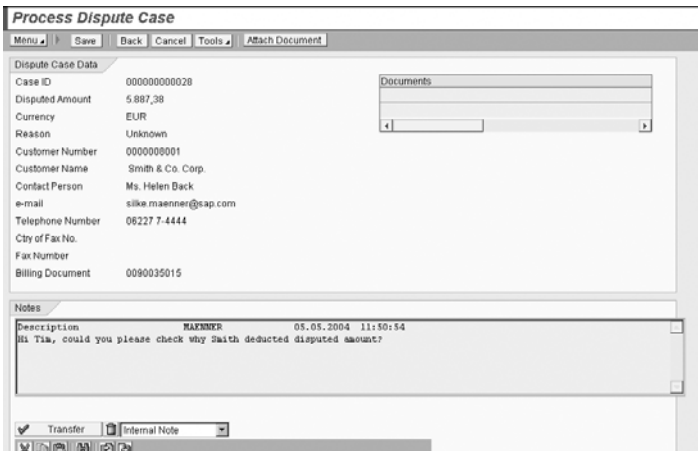 Process Dispute Case
Menu Save Back Cancel Tools Attach Document
Dispute Case Data
Case ID 000000000028
Documents
Disputed Amount 5.887,38
Currency EUR
Reason Unknown
Customer Number 0000008001
Customer Name Smith & Co. Corp.
Contact Person Ms. Helen Back
e-mail silke.maenner@sap.com
Telephone Number 06227 7-4444
Ctry of Fax No.
Fax Number
Billing Document 0090035015
Notes
Description MAENNER 05.05.2004 11:50:54
Hi Tim, could you please check why Smith deducted disputed amount?
Transfer Internal Note